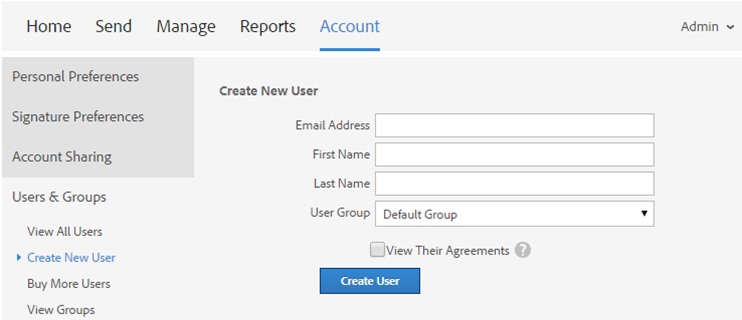 Home Send Manage Reports Account Admin
Personal Preferences
Signature Preferences
Account Sharing
Users & Groups
View All Users
Create New User
Buy More Users
View Groups
Create New User
Email Address
First Name
Last Name
User Group Default Group
View Their Agreements ?
Create User